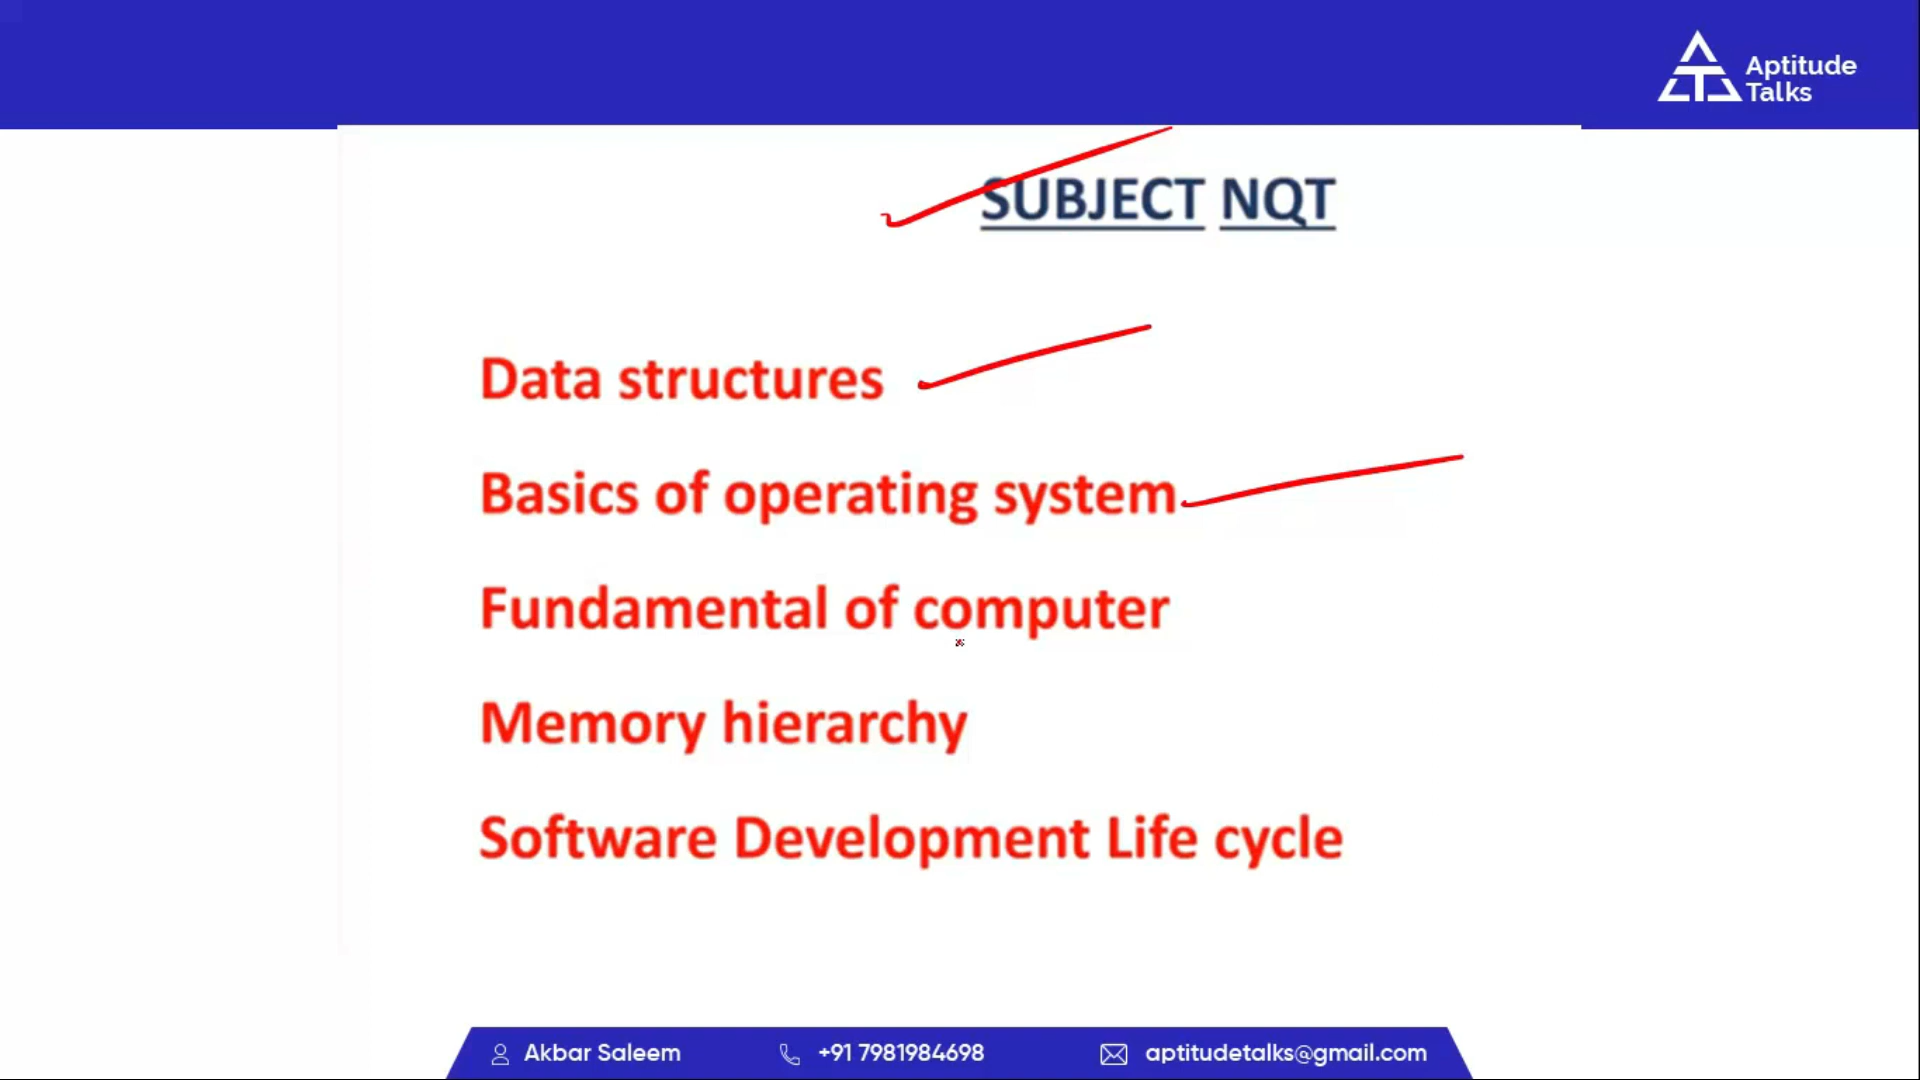 Aptitude
Talks
SUBJECT NQT
Data structures
Basics of operating system
Fundamental of computer
Memory hierarchy
Software Development Life cycle
Akbar Saleem +91 7981984698 aptitudetalks@gmail.com